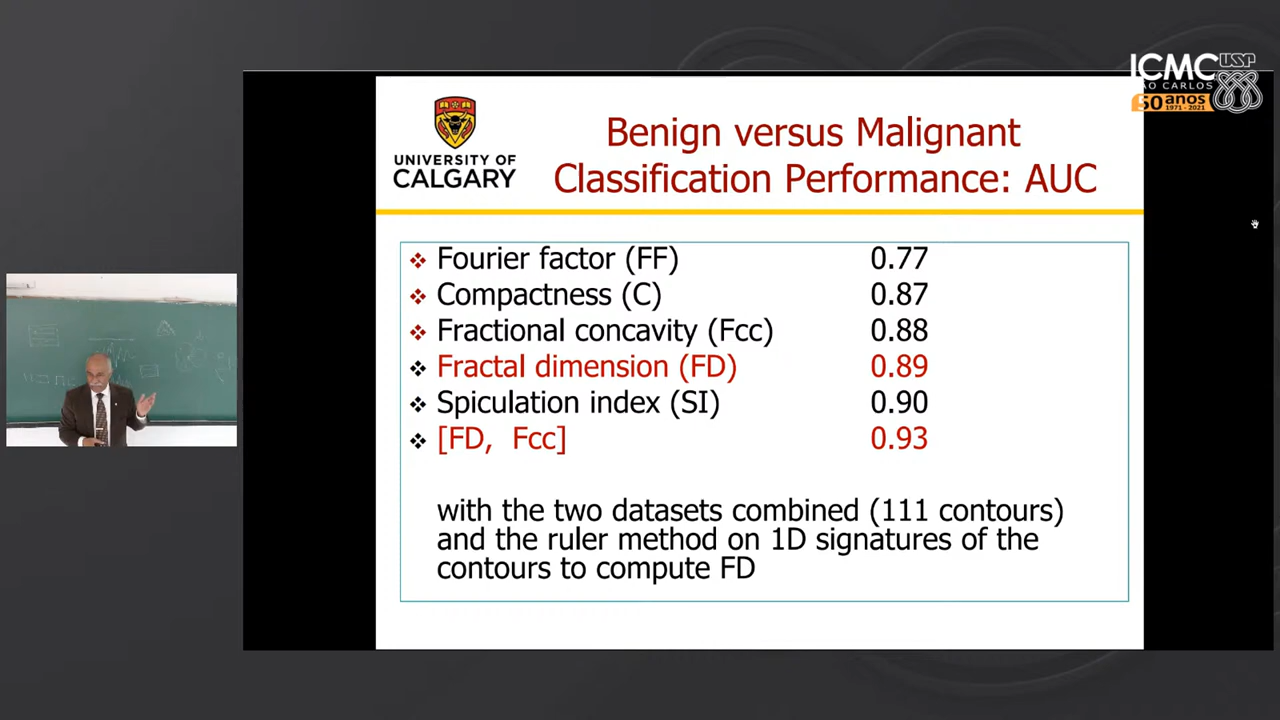 ICMC USP
SÃO CARLOS
50 anos
1971 - 2021
UNIVERSITY OF
CALGARY
Benign versus Malignant
Classification Performance: AUC
Fourier factor (FF) 0.77
Compactness (C) 0.87
Fractional concavity (Fcc) 0.88
Fractal dimension (FD) 0.89
Spiculation index (SI) 0.90
[FD, Fcc] 0.93
with the two datasets combined (111 contours)
and the ruler method on 1D signatures of the
contours to compute FD